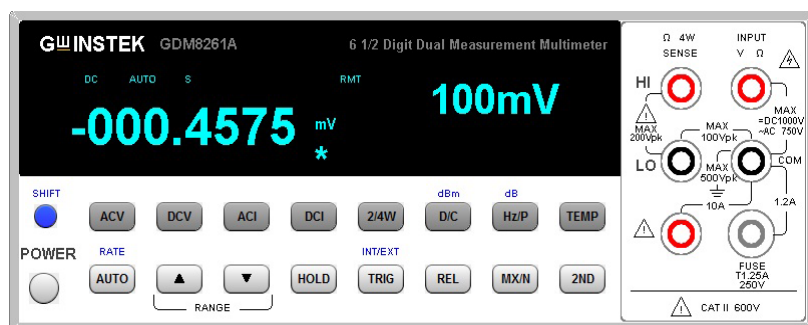 GWINSTEK GDM8261A 6 1/2 Digit Dual Measurement Multimeter
DC AUTO S RMT
-000.4575 mV
*
100mV
SHIFT
dBm dB
ACV DCV ACI DCI 2/4W D/C Hz/P TEMP
POWER
RATE INT/EXT
AUTO ▲ ▼ HOLD TRIG REL MX/N 2ND
RANGE
Ω 4W
SENSE
INPUT
V Ω
HI
MAX
200Vpk
MAX
100Vpk
MAX
=DC1000V
~AC 750V
LO
MAX
500Vpk
COM
10A
1.2A
FUSE
T1.25A
250V
CAT II 600V